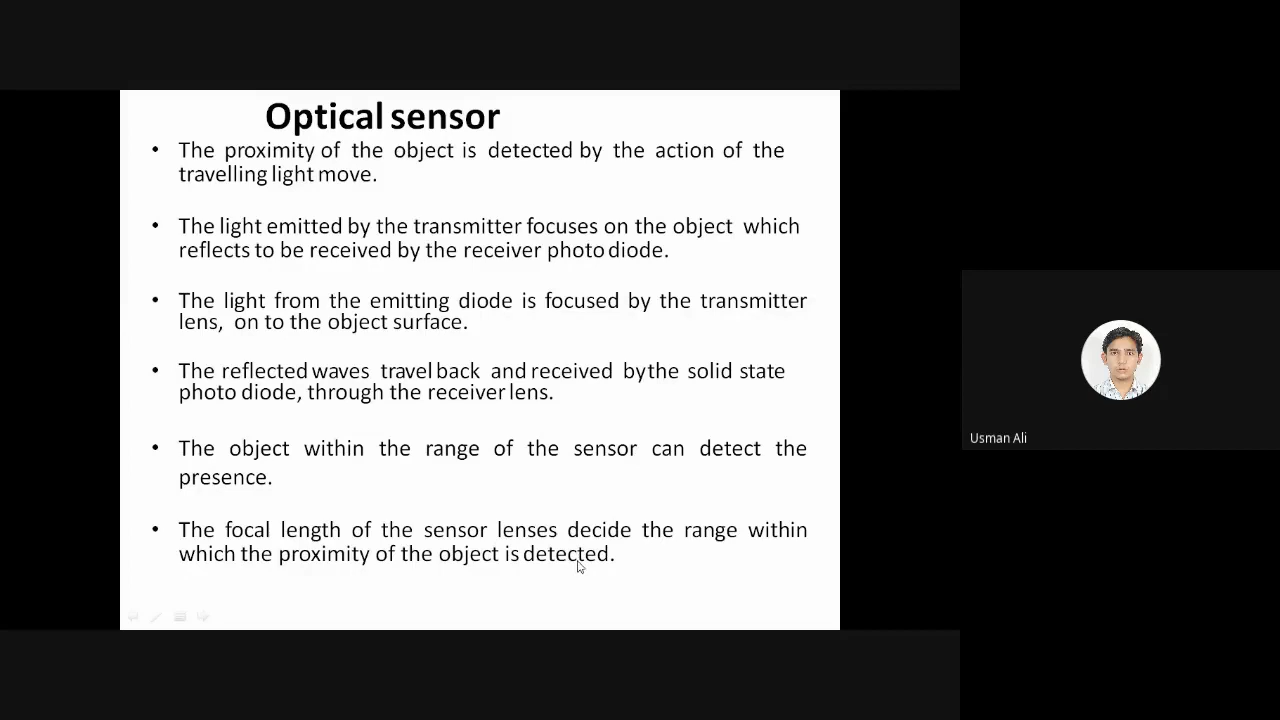 Optical sensor
• The proximity of the object is detected by the action of the
travelling light move.
• The light emitted by the transmitter focuses on the object which
reflects to be received by the receiver photo diode.
• The light from the emitting diode is focused by the transmitter
lens, on to the object surface.
• The reflected waves travel back and received by the solid state
photo diode, through the receiver lens.
• The object within the range of the sensor can detect the
presence.
• The focal length of the sensor lenses decide the range within
which the proximity of the object is detected.
Usman Ali